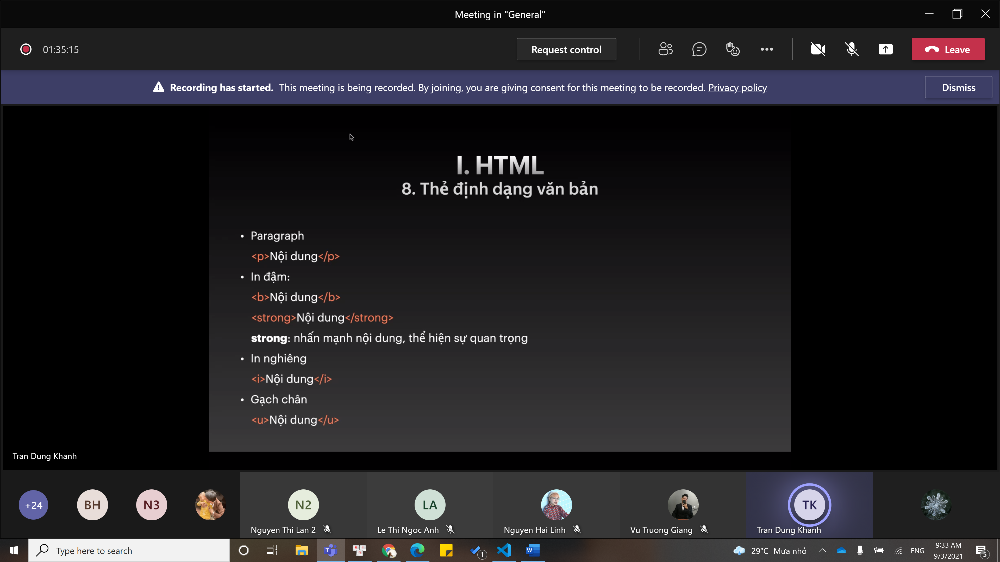 Meeting in "General"
01:35:15
Request control
Leave
Recording has started. This meeting is being recorded. By joining, you are giving consent for this meeting to be recorded. Privacy policy
Dismiss
I. HTML
8. Thẻ định dạng văn bản
• Paragraph
<p>Nội dung</p>
• In đậm:
<b>Nội dung</b>
<strong>Nội dung</strong>
strong: nhấn mạnh nội dung, thể hiện sự quan trọng
• In nghiêng
<i>Nội dung</i>
• Gạch chân
<u>Nội dung</u>
Tran Dung Khanh
+24
BH
N3
N2
LA
TK
Nguyen Thi Lan 2
Le Thi Ngoc Anh
Nguyen Hai Linh
Vu Truong Giang
Tran Dung Khanh
Type here to search
T
u n i
W
1
29°C Mưa nhỏ
ENG
9:33 AM
9/3/2021
5